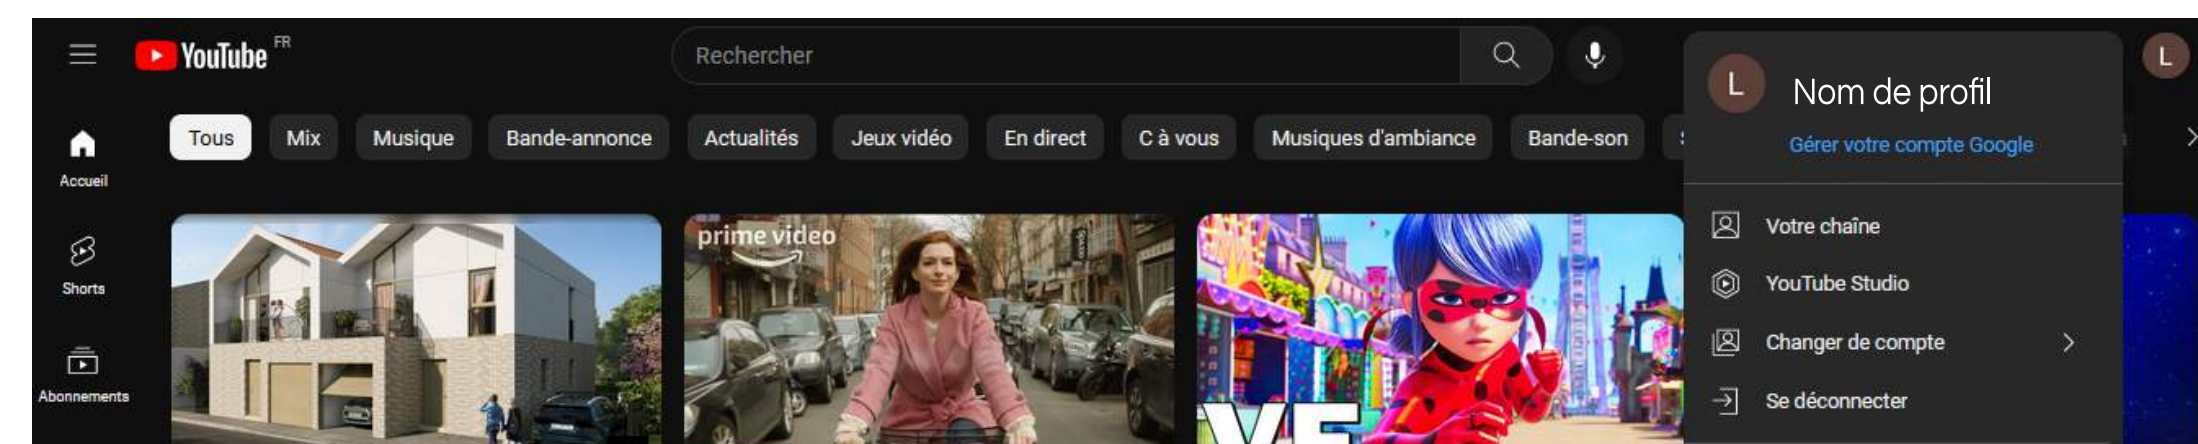 YouTube FR
Rechercher
L
L
Nom de profil
Gérer votre compte Google
Tous
Mix
Musique
Bande-annonce
Actualités
Jeux vidéo
En direct
C à vous
Musiques d'ambiance
Bande-son
Accueil
Shorts
Abonnements
prime video
Votre chaîne
YouTube Studio
Changer de compte
Se déconnecter